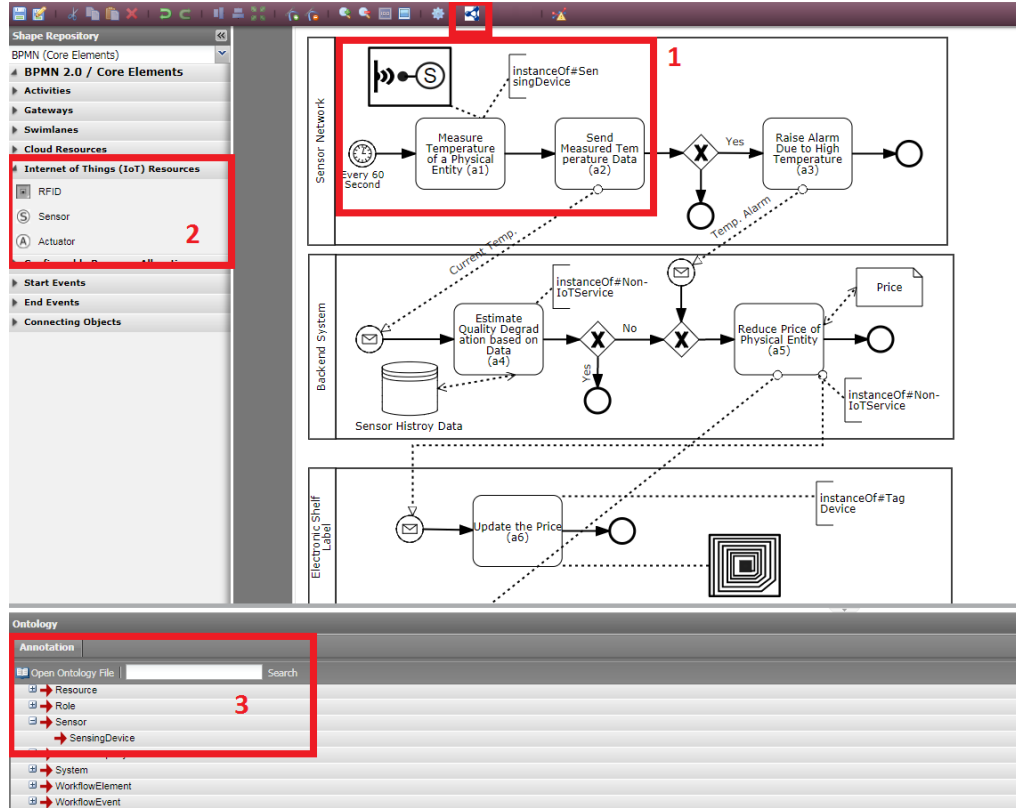 Shape Repository
BPMN (Core Elements)
BPMN 2.0 / Core Elements
Activities
Gateways
Swimlanes
Cloud Resources
Internet of Things (IoT) Resources
RFID
S
Sensor
A
Actuator
2
Start Events
End Events
Connecting Objects
1
Sensor Network
S
instanceOf#Sen
singDevice
Every 60
Second
Measure
Temperature
of a Physical
Entity (a1)
Send
Measured Tem
perature Data
(a2)
X
Yes
Raise Alarm
Due to High
Temperature
(a3)
Current Temp.
Temp. Alarm
Backend System
instanceOf#Non-
IoTService
Estimate
Quality Degrad
ation based on
Data
(a4)
Sensor Histroy Data
X
No
Yes
X
Reduce Price of
Physical Entity
(a5)
Price
instanceOf#Non-
IoTService
Electronic Shelf
Label
Update the Price
(a6)
instanceOf#Tag
Device
Ontology
Annotation
Open Ontology File
Search
3
Resource
Role
Sensor
SensingDevice
System
WorkflowElement
WorkflowEvent